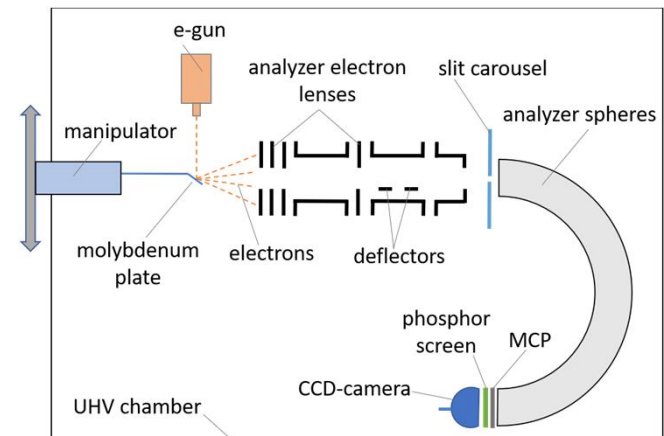 e-gun
analyzer electron
lenses
slit carousel
analyzer spheres
manipulator
molybdenum
plate
electrons
deflectors
phosphor
screen
MCP
CCD-camera
UHV chamber